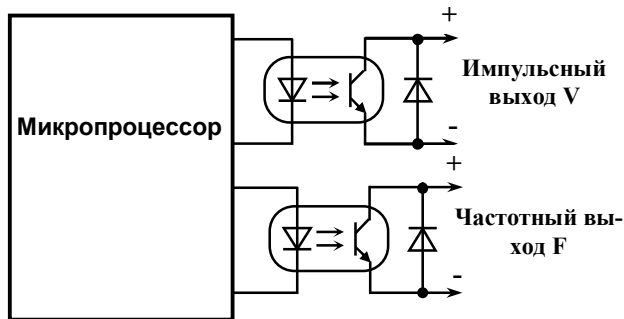 +
Импульсный
выход V
Микропроцессор
-
+
Частотный вы-
ход F
-